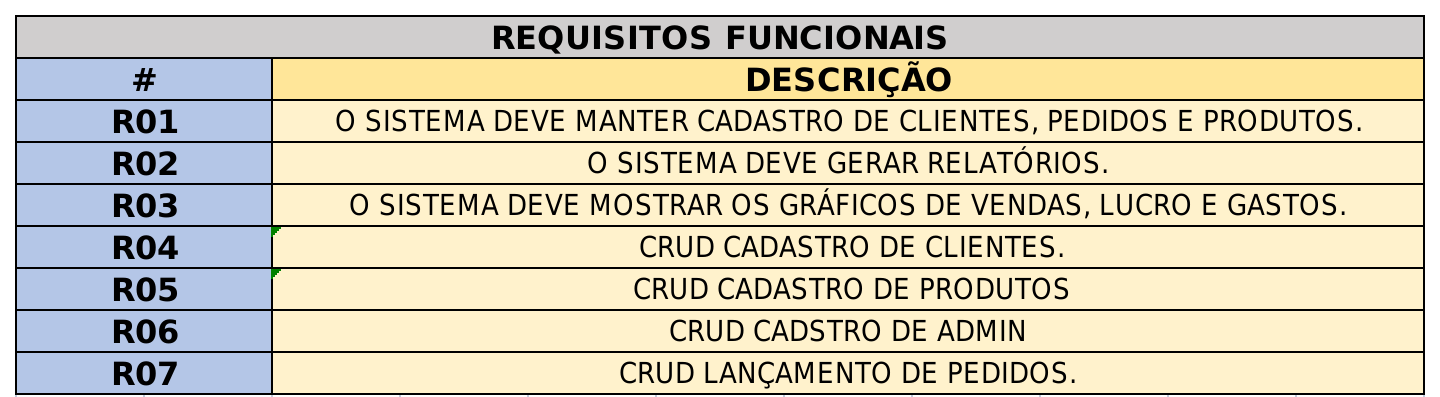 REQUISITOS FUNCIONAIS
# DESCRIÇÃO
R01 O SISTEMA DEVE MANTER CADASTRO DE CLIENTES, PEDIDOS E PRODUTOS.
R02 O SISTEMA DEVE GERAR RELATÓRIOS.
R03 O SISTEMA DEVE MOSTRAR OS GRÁFICOS DE VENDAS, LUCRO E GASTOS.
R04 CRUD CADASTRO DE CLIENTES.
R05 CRUD CADASTRO DE PRODUTOS
R06 CRUD CADSTRO DE ADMIN
R07 CRUD LANÇAMENTO DE PEDIDOS.